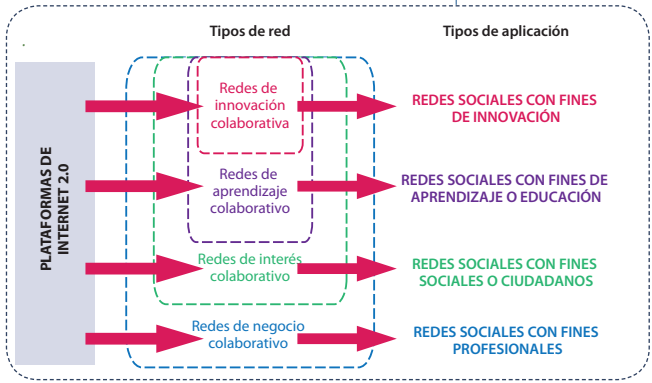 Tipos de red
Tipos de aplicación
PLATAFORMAS DE
INTERNET 2.0
Redes de
innovación
colaborativa
REDES SOCIALES CON FINES
DE INNOVACIÓN
Redes de
aprendizaje
colaborativo
REDES SOCIALES CON FINES DE
APRENDIZAJE O EDUCACIÓN
Redes de interés
colaborativo
REDES SOCIALES CON FINES
SOCIALES O CIUDADANOS
Redes de negocio
colaborativo
REDES SOCIALES CON FINES
PROFESIONALES